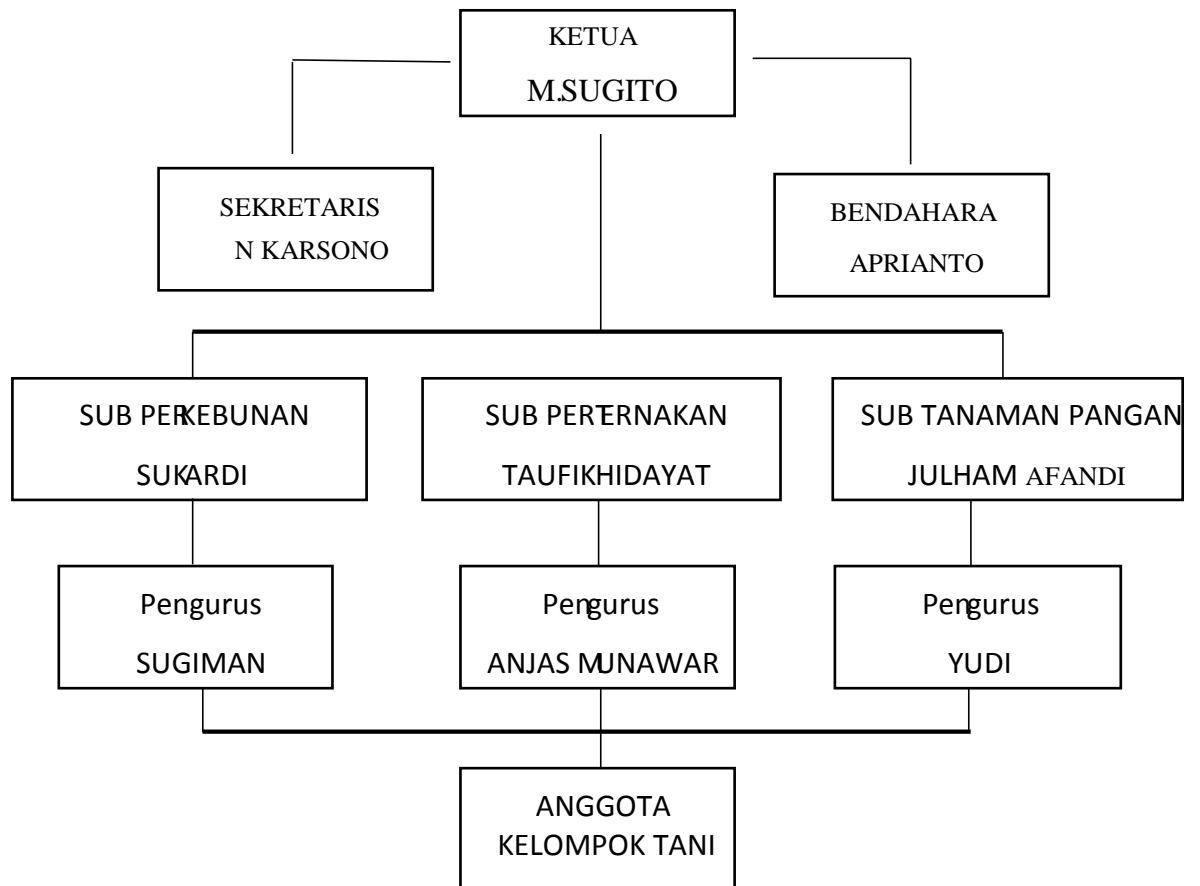 KETUA
M.SUGITO
SEKRETARIS
N KARSONO
BENDAHARA
APRIANTO
SUB PERKEBUNAN
SUKARDI
SUB PERTERNAKAN
TAUFIKHIDAYAT
SUB TANAMAN PANGAN
JULHAM AFANDI
Pengurus
SUGIMAN
Pengurus
ANJAS MUNAWAR
Pengurus
YUDI
ANGGOTA
KELOMPOK TANI